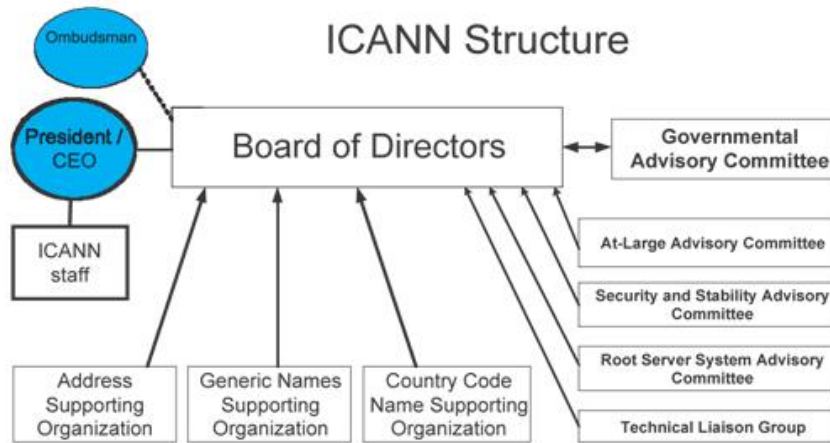 Ombudsman
ICANN Structure
President /
CEO
Board of Directors
Governmental
Advisory Committee
ICANN
staff
At-Large Advisory Committee
Security and Stability Advisory
Committee
Root Server System Advisory
Committee
Technical Liaison Group
Address
Supporting
Organization
Generic Names
Supporting
Organization
Country Code
Name Supporting
Organization